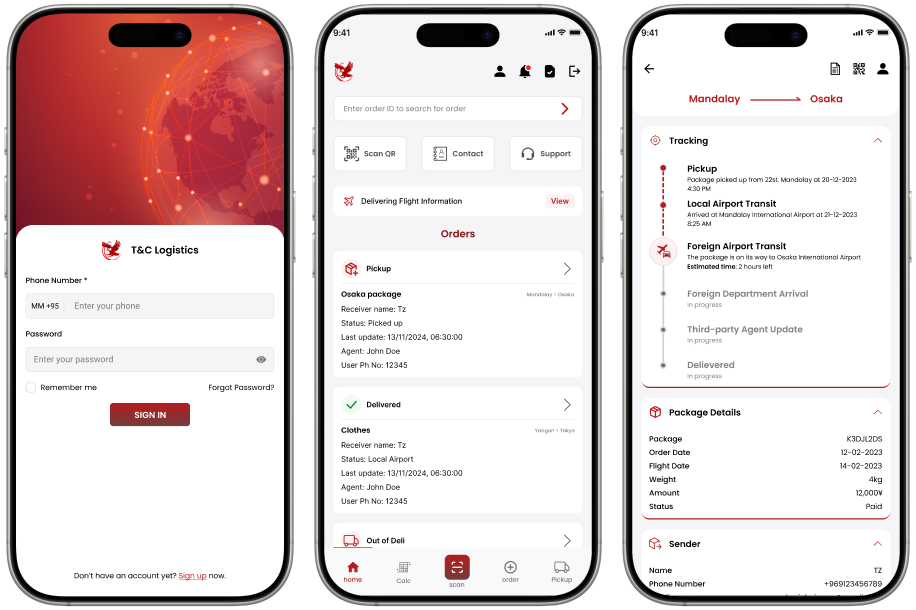 T&C Logistics
Phone Number *
MM +95 Enter your phone
Password
Enter your password
Remember me Forgot Password?
SIGN IN
Don't have an account yet? Sign up now.
9:41
Enter order ID to search for order
Scan QR Contact Support
Delivering Flight Information View
Orders
Pickup
Osaka package Mandalay > Osaka
Receiver name: Tz
Status: Picked up
Last update: 13/11/2024, 06:30:00
Agent: John Doe
User Ph No: 12345
Delivered
Clothes Yangon > Tokyo
Receiver name: Tz
Status: Local Airport
Last update: 13/11/2024, 06:30:00
Agent: John Doe
User Ph No: 12345
Out of Deli
home Calc scan order Pickup
9:41
Mandalay Osaka
Tracking
Pickup
Package picked up from 22st. Mandalay at 20-12-2023
4:30 PM
Local Airport Transit
Arrived at Mandalay International Airport at 21-12-2023
8:25 AM
Foreign Airport Transit
The package is on its way to Osaka International Airport
Estimated time: 2 hours left
Foreign Department Arrival
In progress
Third-party Agent Update
In progress
Delievered
In progress
Package Details
Package K3DJL2DS
Order Date 12-02-2023
Flight Date 14-02-2023
Weight 4kg
Amount 12,000¥
Status Paid
Sender
Name TZ
Phone Number +969123456789